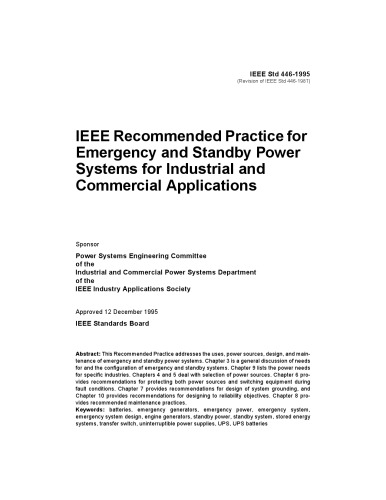 IEEE Std 446-1995
(Revision of IEEE Std 446-1987)
IEEE Recommended Practice for
Emergency and Standby Power
Systems for Industrial and
Commercial Applications
Sponsor
Power Systems Engineering Committee
of the
Industrial and Commercial Power Systems Department
of the
IEEE Industry Applications Society
Approved 12 December 1995
IEEE Standards Board
Abstract: This Recommended Practice addresses the uses, power sources, design, and main-
tenance of emergency and standby power systems. Chapter 3 is a general discussion of needs
for and the configuration of emergency and standby systems. Chapter 9 lists the power needs
for specific industries. Chapters 4 and 5 deal with selection of power sources. Chapter 6 pro-
vides recommendations for protecting both power sources and switching equipment during
fault conditions. Chapter 7 provides recommendations for design of system grounding, and
Chapter 10 provides recommendations for designing to reliability objectives. Chapter 8 pro-
vides recommended maintenance practices.
Keywords: batteries, emergency generators, emergency power, emergency system,
emergency system design, engine generators, standby power, standby system, stored energy
systems, transfer switch, uninterruptible power supplies, UPS, UPS batteries